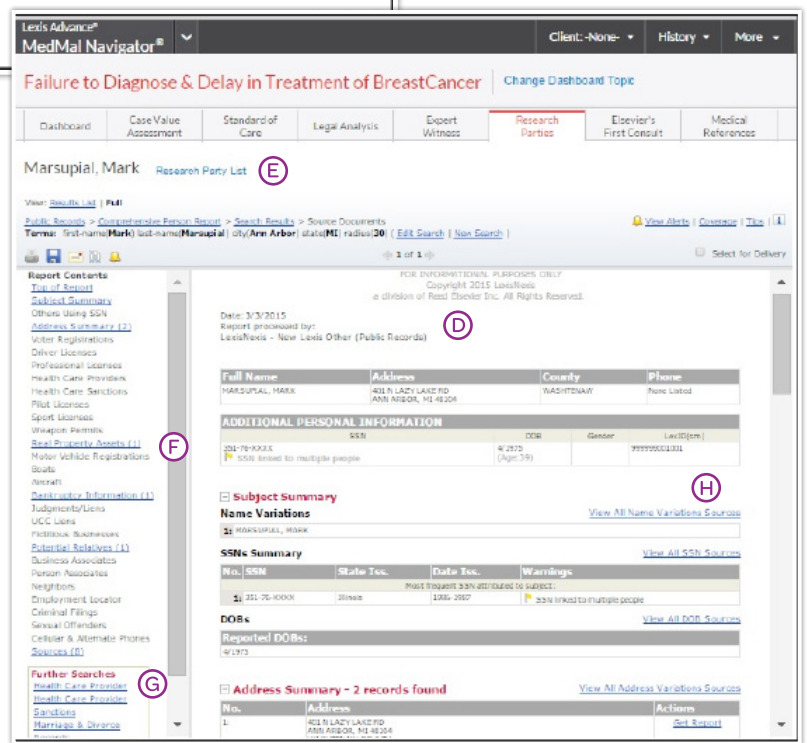 Lexis Advance®
MedMal Navigator®
Client: -None-
History
More
Failure to Diagnose & Delay in Treatment of BreastCancer
Change Dashboard Topic
Dashboard
Case Value Assessment
Standard of Care
Legal Analysis
Expert Witness
Research Parties
Elsevier's First Consult
Medical References
Marsupial, Mark
Research Party List
E
View: Results List | Full
Public Records > Comprehensive Person Report > Search Results > Source Documents
View Alerts | Coverage | Tips |
Terms: first-name(Mark) last-name(Marsupial) city(Ann Arbor) state(MI) radius(30) ( Edit Search | New Search )
1 of 1
Select for Delivery
Report Contents
Top of Report
Subject Summary
Others Using SSN
Address Summary (2)
Voter Registrations
Driver Licenses
Professional Licenses
Health Care Providers
Health Care Sanctions
Pilot Licenses
Sport Licenses
Weapon Permits
Real Property Assets (1)
F
Motor Vehicle Registrations
Boats
Aircraft
Bankruptcy Information (1)
Judgments/Liens
UCC Liens
Fictitious Businesses
Potential Relatives (1)
Business Associates
Person Associates
Neighbors
Employment Locator
Criminal Filings
Sexual Offenders
Cellular & Alternate Phones
Sources (8)
Further Searches
Health Care Provider
G
Health Care Provider
Sanctions
Marriage & Divorce
Records
FOR INFORMATIONAL PURPOSES ONLY
Copyright 2015 LexisNexis
a division of Reed Elsevier Inc. All Rights Reserved.
Date: 3/3/2015
D
Report processed by:
LexisNexis - New Lexis Other (Public Records)
Full Name Address County Phone
MARSUPIAL, MARK 401 N LAZY LAKE RD WASHTENAW None Listed
ANN ARBOR, MI 48104
ADDITIONAL PERSONAL INFORMATION
SSN DOB Gender LexID(sm)
351-76-XXXX 4/1975 999999001001
SSN linked to multiple people (Age:39)
H
Subject Summary
Name Variations View All Name Variations Sources
1: MARSUPIAL, MARK
SSNs Summary View All SSN Sources
No. SSN State Iss. Date Iss. Warnings
Most frequent SSN attributed to subject:
1: 351-76-XXXX Illinois 1986-1987 SSN linked to multiple people
DOBs View All DOB Sources
Reported DOBs:
4/1975
Address Summary - 2 records found View All Address Variations Sources
No. Address Actions
1: 401 N LAZY LAKE RD Get Report
ANN ARBOR, MI 48104